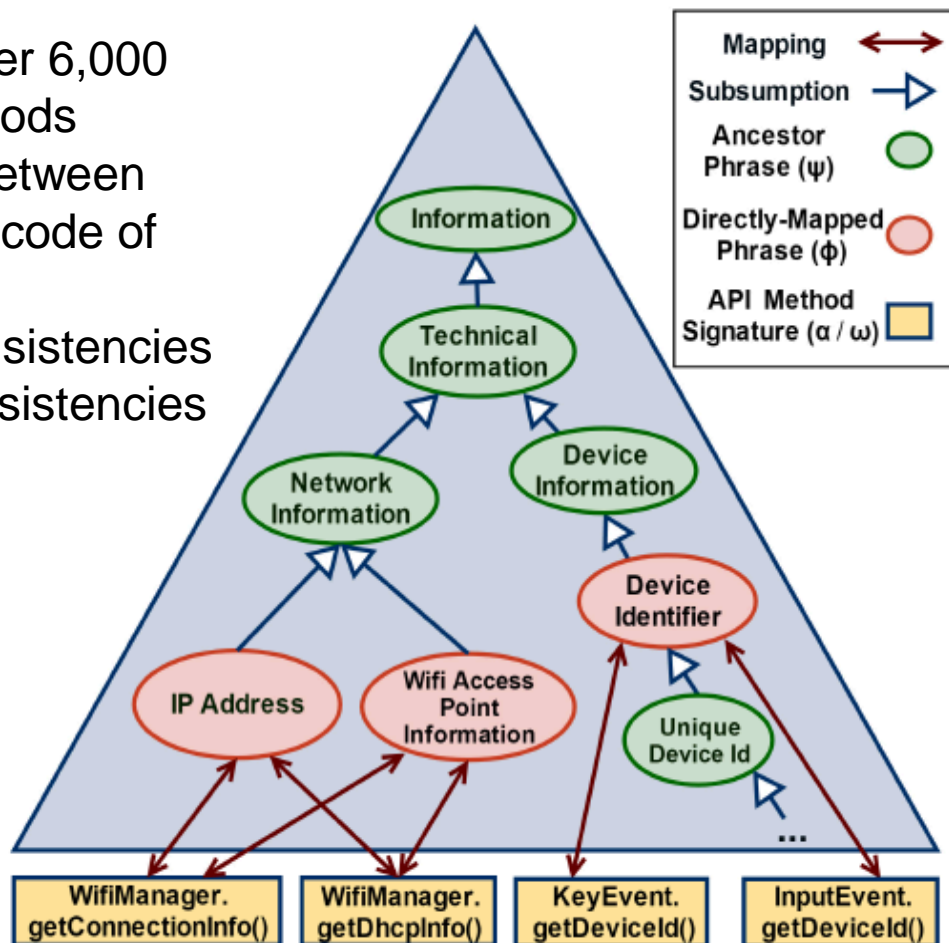 er 6,000
ods
etween
code of
sistencies
sistencies
Mapping
Subsumption
Ancestor
Phrase (ψ)
Directly-Mapped
Phrase (ϕ)
API Method
Signature (α / ω)
Information
Technical
Information
Network
Information
Device
Information
Device
Identifier
IP Address
Wifi Access
Point
Information
Unique
Device Id
...
WifiManager.
getConnectionInfo()
WifiManager.
getDhcpInfo()
KeyEvent.
getDeviceId()
InputEvent.
getDeviceId()